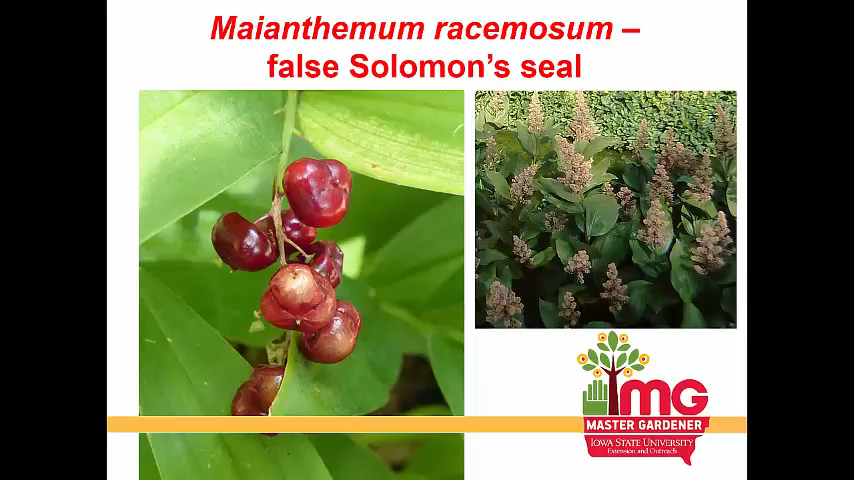 Maianthemum racemosum –
false Solomon's seal
MG
MASTER GARDENER
IOWA STATE UNIVERSITY
Extension and Outreach